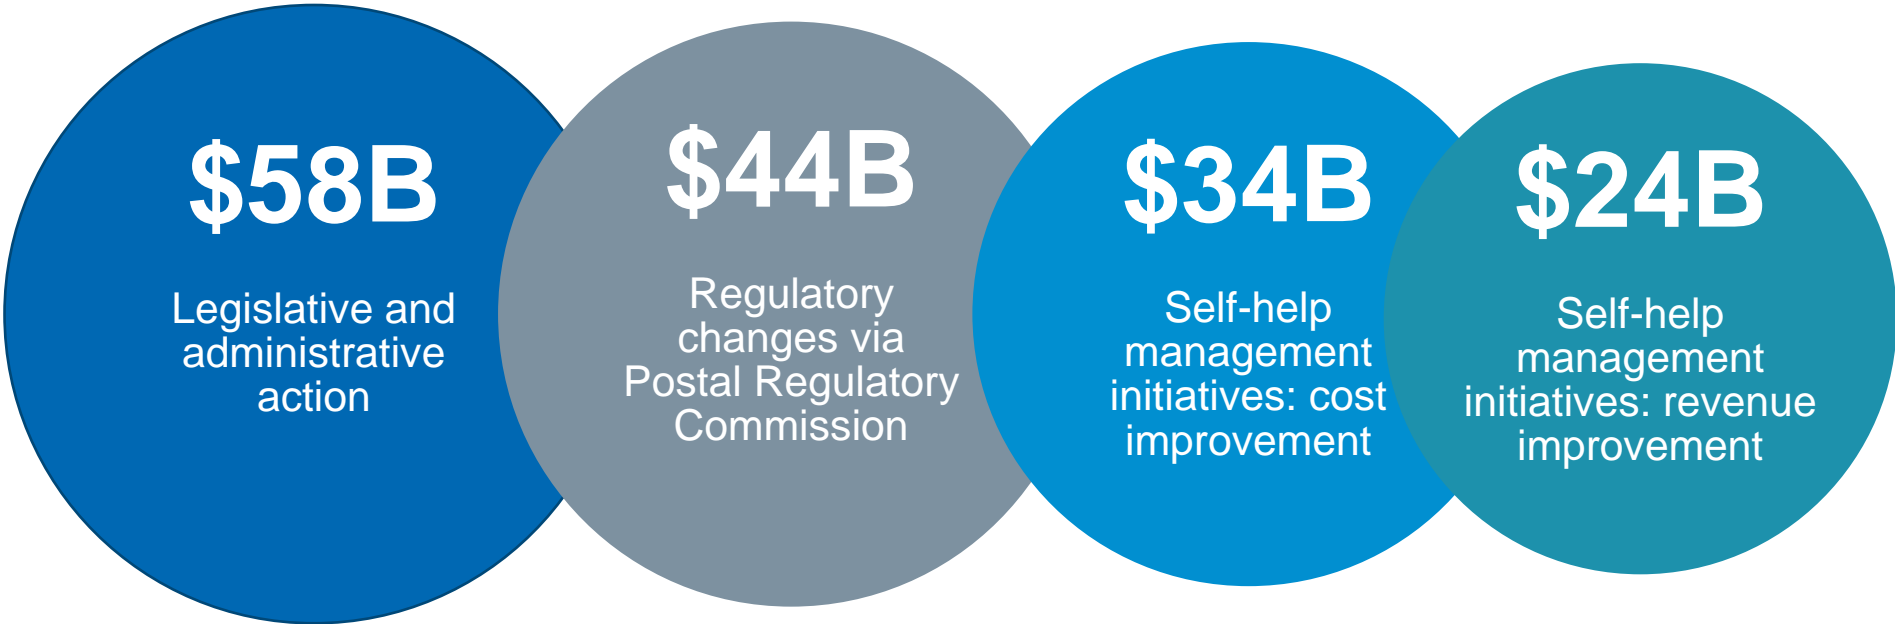 $58B
Legislative and
administrative
action
$44B
Regulatory
changes via
Postal Regulatory
Commission
$34B
Self-help
management
initiatives: cost
improvement
$24B
Self-help
management
initiatives: revenue
improvement